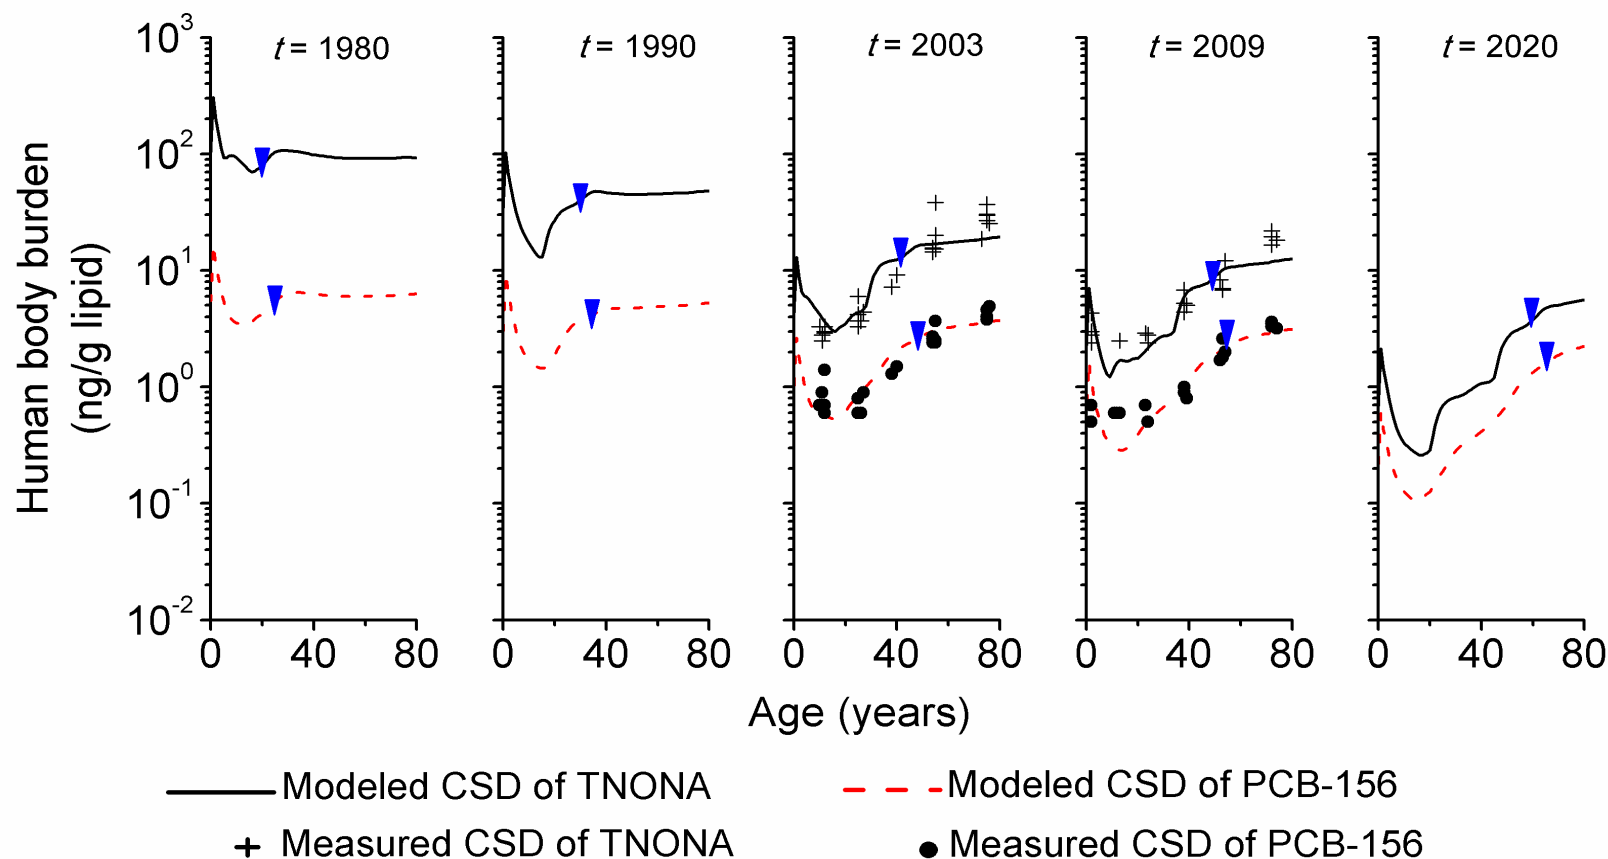 t = 1980
t = 1990
t = 2003
t = 2009
t = 2020
10³
10²
10¹
10⁰
10⁻¹
10⁻²
Human body burden
(ng/g lipid)
0 40 80 0 40 80 0 40 80 0 40 80 0 40 80
Age (years)
Modeled CSD of TNONA
Modeled CSD of PCB-156
Measured CSD of TNONA
Measured CSD of PCB-156